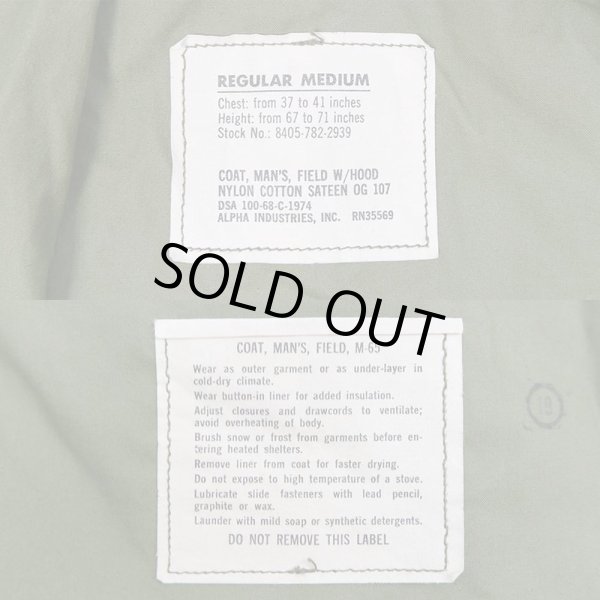 REGULAR MEDIUM
Chest: from 37 to 41 inches
Height: from 67 to 71 inches
Stock No.: 8405-782-2939
COAT, MAN'S, FIELD W/HOOD
NYLON COTTON SATEEN OG 107
DSA 100-68-C-1974
ALPHA INDUSTRIES, INC. RN35569
SOLD OUT
COAT, MAN'S, FIELD, M-65
Wear as outer garment or as under-layer in
cold-dry climate.
Wear button-in liner for added insulation.
Adjust closures and drawcords to ventilate;
avoid overheating of body.
Brush snow or frost from garments before en-
tering heated shelters.
Remove liner from coat for faster drying.
Do not expose to high temperature of a stove.
Lubricate slide fasteners with lead pencil,
graphite or wax.
Launder with mild soap or synthetic detergents.
DO NOT REMOVE THIS LABEL